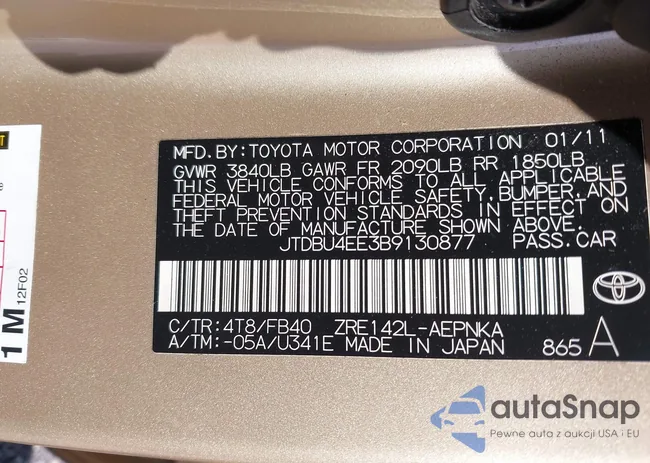 MFD.BY:TOYOTA MOTOR CORPORATION 01/11
GVWR 3840LB GAWR FR 2090LB RR 1850LB
THIS VEHICLE CONFORMS TO ALL APPLICABLE
FEDERAL MOTOR VEHICLE SAFETY,BUMPER,AND
THEFT PREVENTION STANDARDS IN EFFECT ON
THE DATE OF MANUFACTURE SHOWN ABOVE.
JTDBU4EE3B9130877 PASS.CAR
C/TR:4T8/FB40 ZRE142L-AEPNKA
A/TM:-05A/U341E MADE IN JAPAN 865 A
1 M 12F02
autaSnap
Pewne auta z aukcji USA i EU